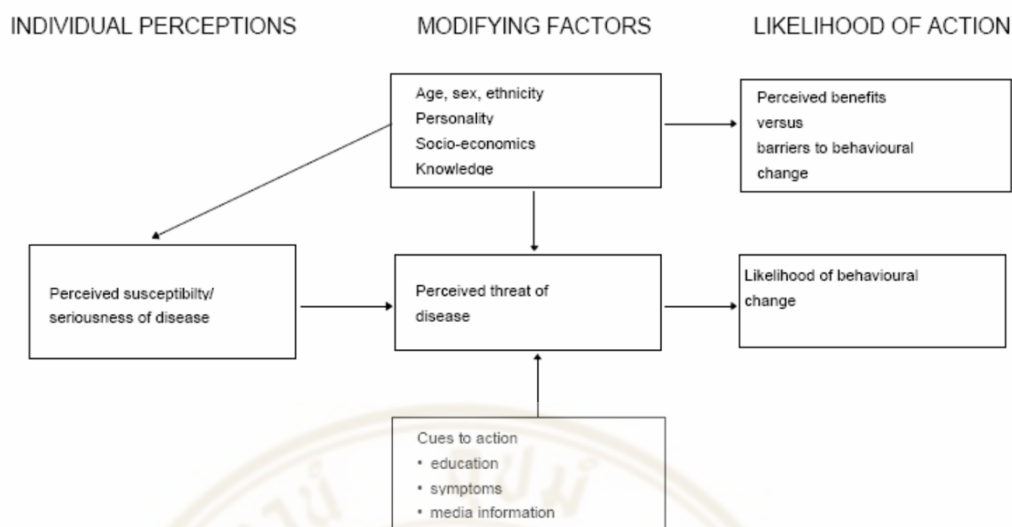 INDIVIDUAL PERCEPTIONS
MODIFYING FACTORS
LIKELIHOOD OF ACTION
Age, sex, ethnicity
Personality
Socio-economics
Knowledge
Perceived benefits
versus
barriers to behavioural
change
Perceived susceptibilty/
seriousness of disease
Perceived threat of
disease
Likelihood of behavioural
change
Cues to action
• education
• symptoms
• media information